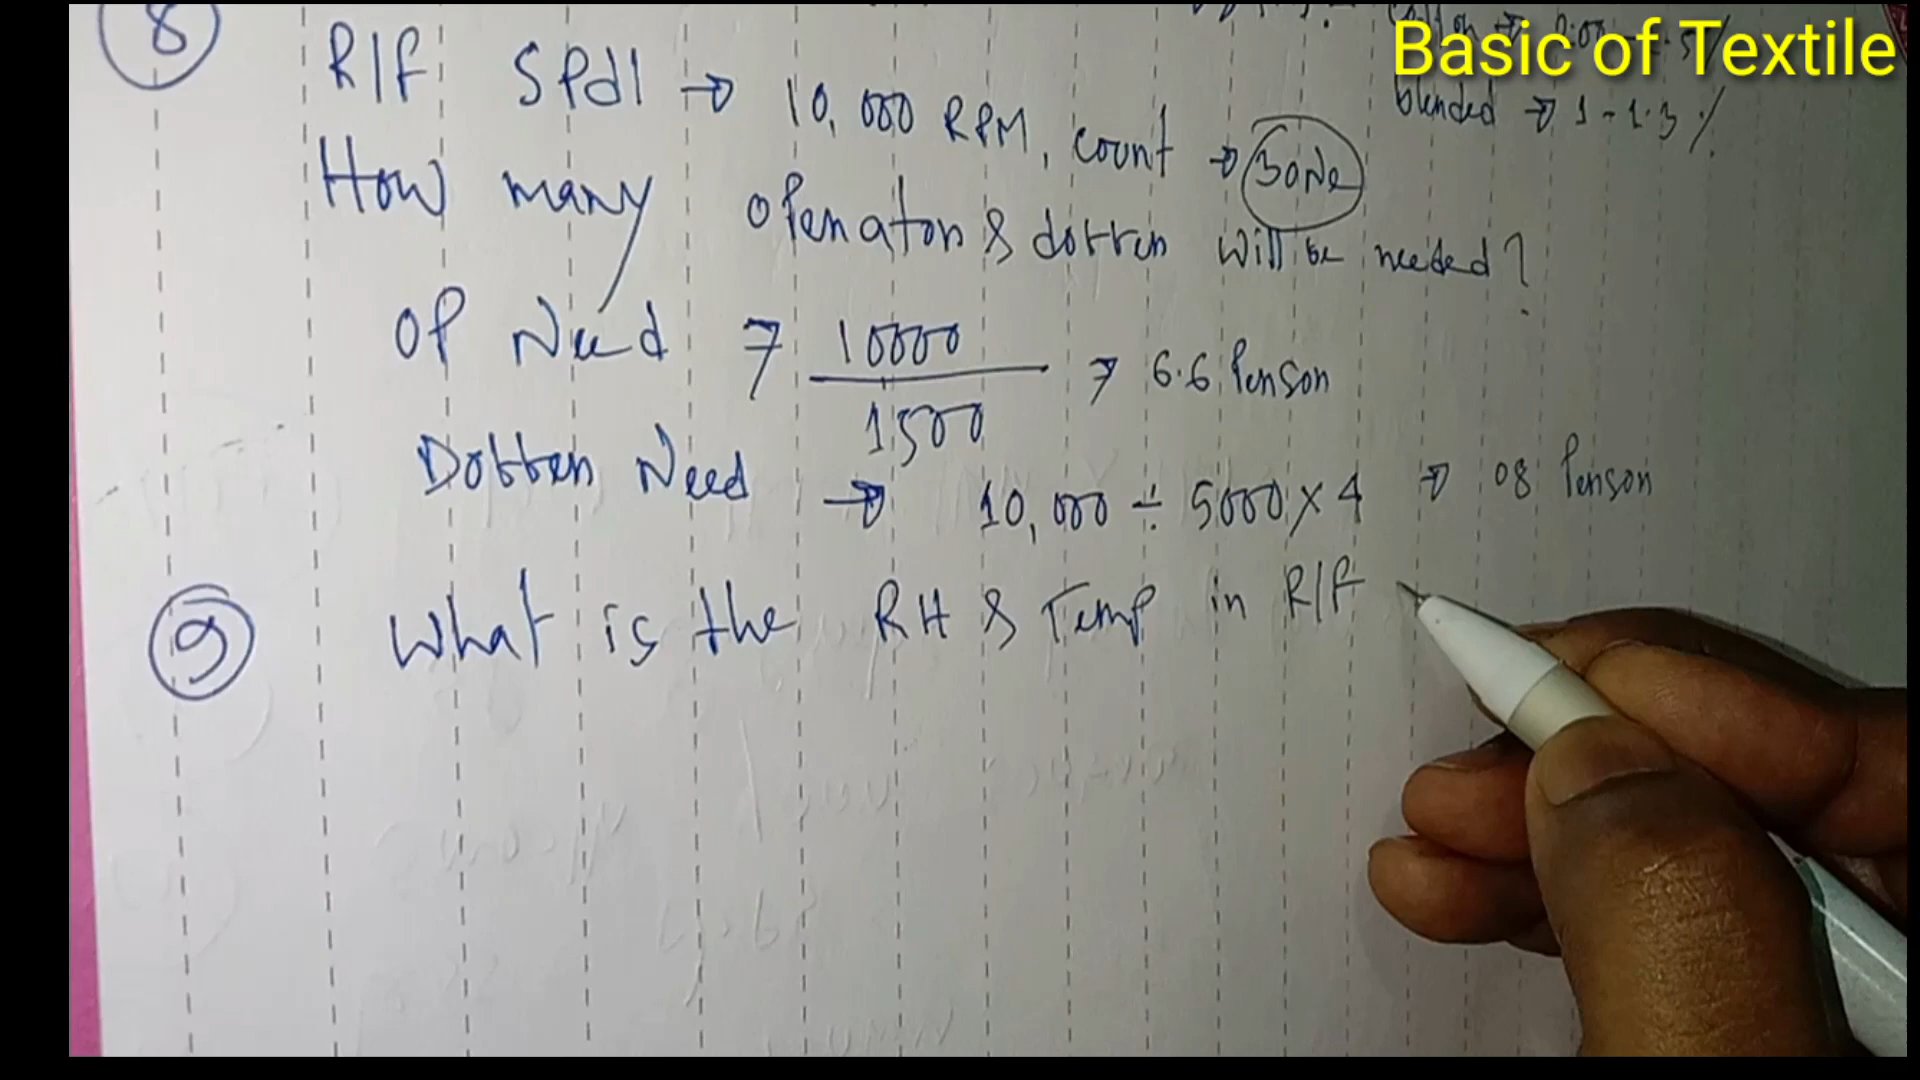 Basic of Textile
blended → 1 - 1.3 %
8 R/F Spdl → 10,000 RPM, count → 30Ne
How many operators & doffer will be needed?
OP Need → 10000 / 1500 → 6.6 Person
Doffer Need → 10,000 ÷ 5000 × 4 → 08 Person
9 What is the RH & Temp in R/F